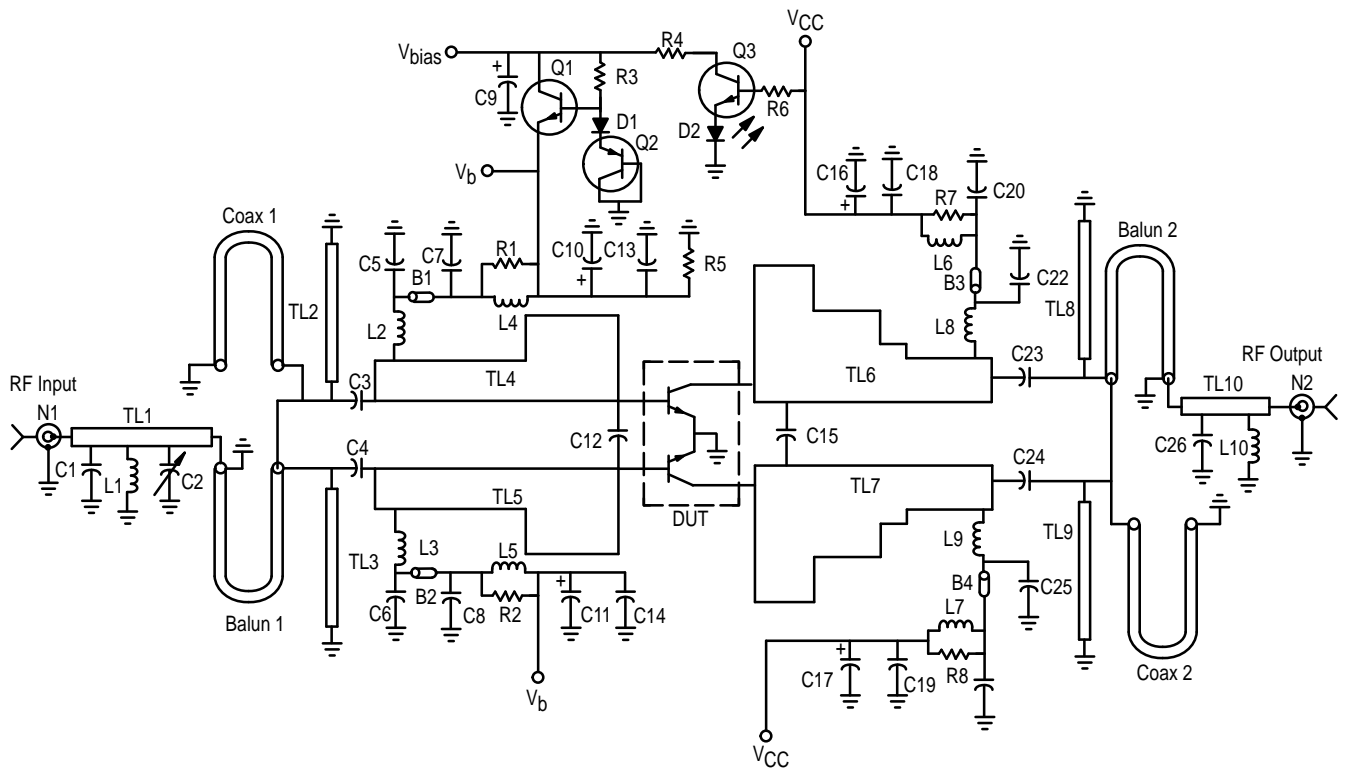 VCC
Vbias
R4
Q3
Q1
R3
C9
+
R6
D1
D2
Q2
Vb
C16
C18
C20
R7
+
Coax 1
Balun 2
C5
C7
R1
C10
C13
R5
L6
B1
+
B3
C22
TL2
L2
L4
L8
TL8
RF Input
C3
TL4
TL6
C23
RF Output
N1
TL1
TL10
N2
C12
C15
C4
C24
C1
L1
C2
C26
L10
TL5
DUT
TL7
TL3
L3
L5
L9
TL9
C6
B2
C8
R2
+
C11
C14
B4
C25
Balun 1
L7
+
C17
C19
R8
Coax 2
Vb
VCC